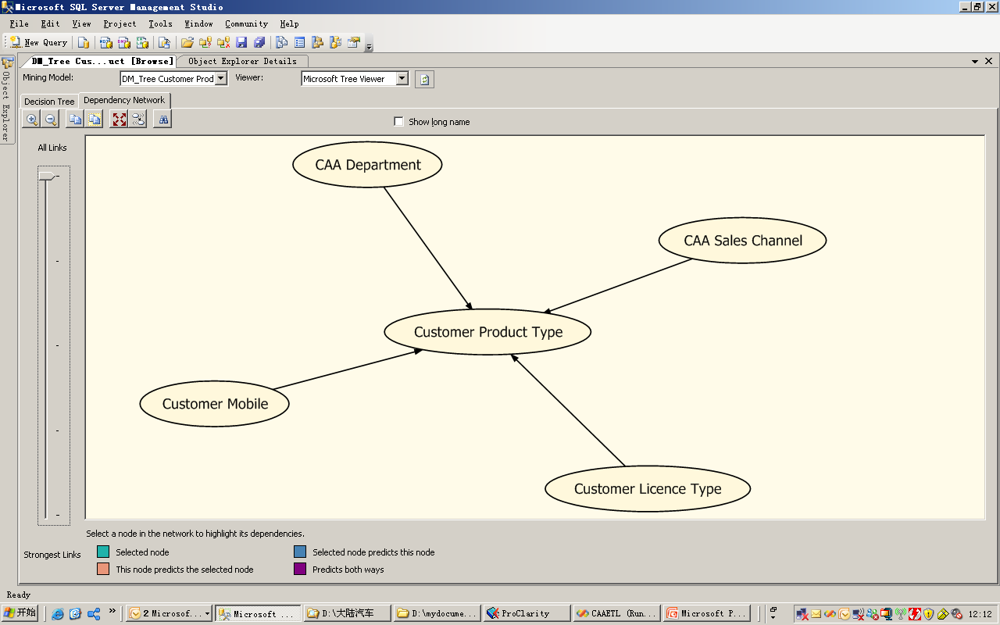 Microsoft SQL Server Management Studio
File Edit View Project Tools Window Community Help
New Query
DM_Tree Cus...uct [Browse] Object Explorer Details
Object Explorer
Mining Model: DM_Tree Customer Prod Viewer: Microsoft Tree Viewer
Decision Tree Dependency Network
Show long name
All Links
CAA Department
CAA Sales Channel
Customer Product Type
Customer Mobile
Customer Licence Type
Select a node in the network to highlight its dependencies.
Strongest Links
Selected node Selected node predicts this node
This node predicts the selected node Predicts both ways
Ready
开始 2 Microsof... Microsoft ... D:\大陆汽车 D:\mydocume... ProClarity CAAETL (Run... Microsoft P... 12:12